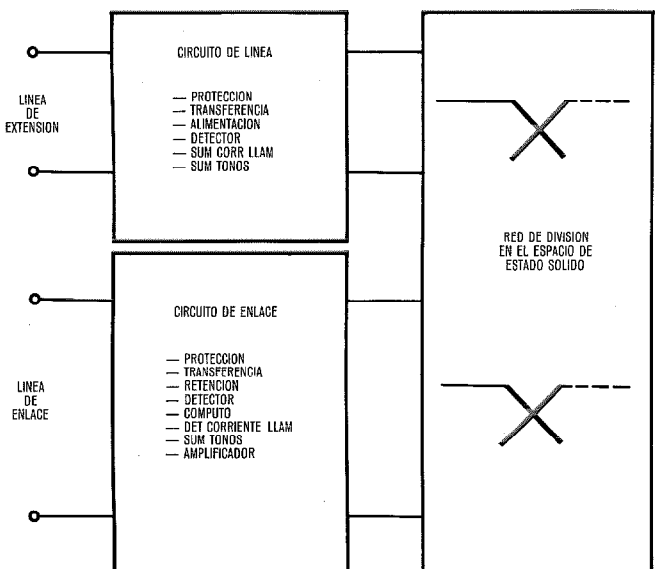 LINEA
DE
EXTENSION
CIRCUITO DE LINEA
— PROTECCION
— TRANSFERENCIA
— ALIMENTACION
— DETECTOR
— SUM CORR LLAM
— SUM TONOS
LINEA
DE
ENLACE
CIRCUITO DE ENLACE
— PROTECCION
— TRANSFERENCIA
— RETENCION
— DETECTOR
— COMPUTO
— DET CORRIENTE LLAM
— SUM TONOS
— AMPLIFICADOR
RED DE DIVISION
EN EL ESPACIO DE
ESTADO SOLIDO